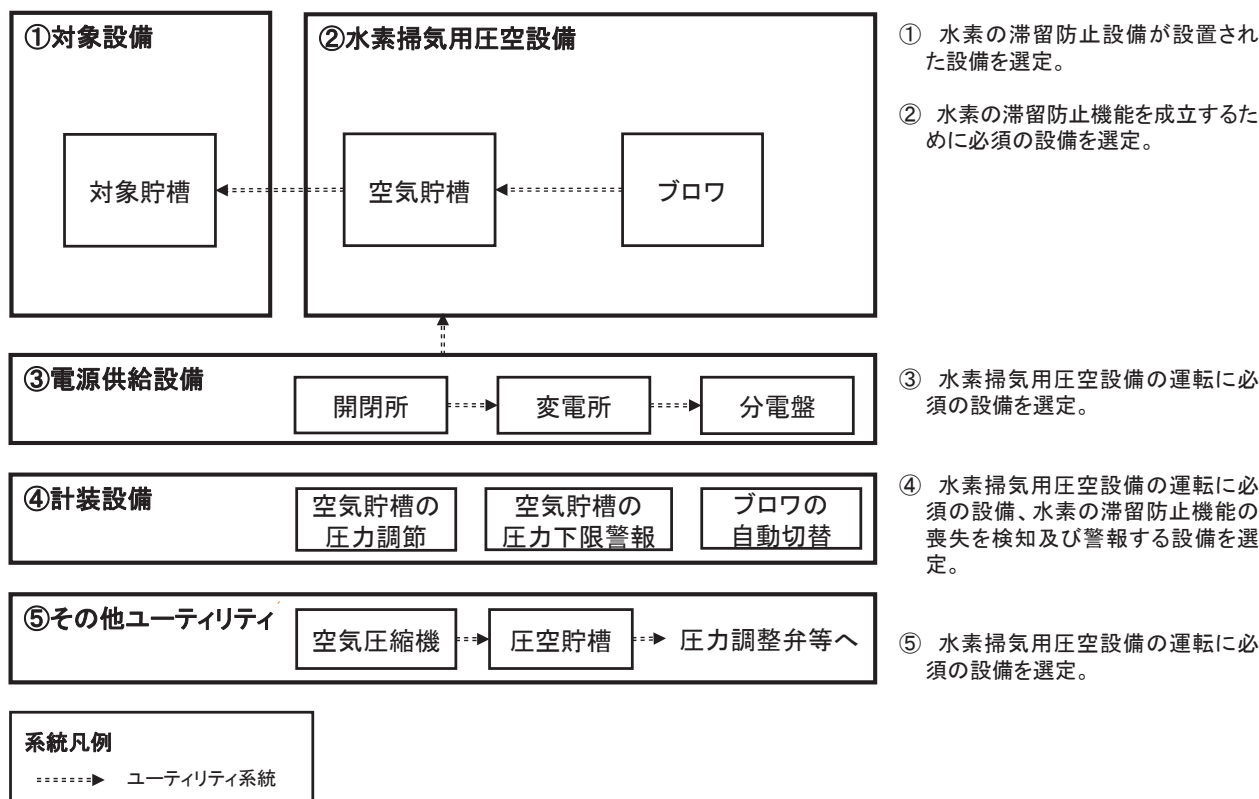 ①対象設備
対象貯槽
②水素掃気用圧空設備
空気貯槽
ブロワ
① 水素の滞留防止設備が設置され
た設備を選定。
② 水素の滞留防止機能を成立するた
めに必須の設備を選定。
③電源供給設備
開閉所
変電所
分電盤
③ 水素掃気用圧空設備の運転に必
須の設備を選定。
④計装設備
空気貯槽の
圧力調節
空気貯槽の
圧力下限警報
ブロワの
自動切替
④ 水素掃気用圧空設備の運転に必
須の設備、水素の滞留防止機能の
喪失を検知及び警報する設備を選
定。
⑤その他ユーティリティ
空気圧縮機
圧空貯槽
圧力調整弁等へ
⑤ 水素掃気用圧空設備の運転に必
須の設備を選定。
系統凡例
ユーティリティ系統